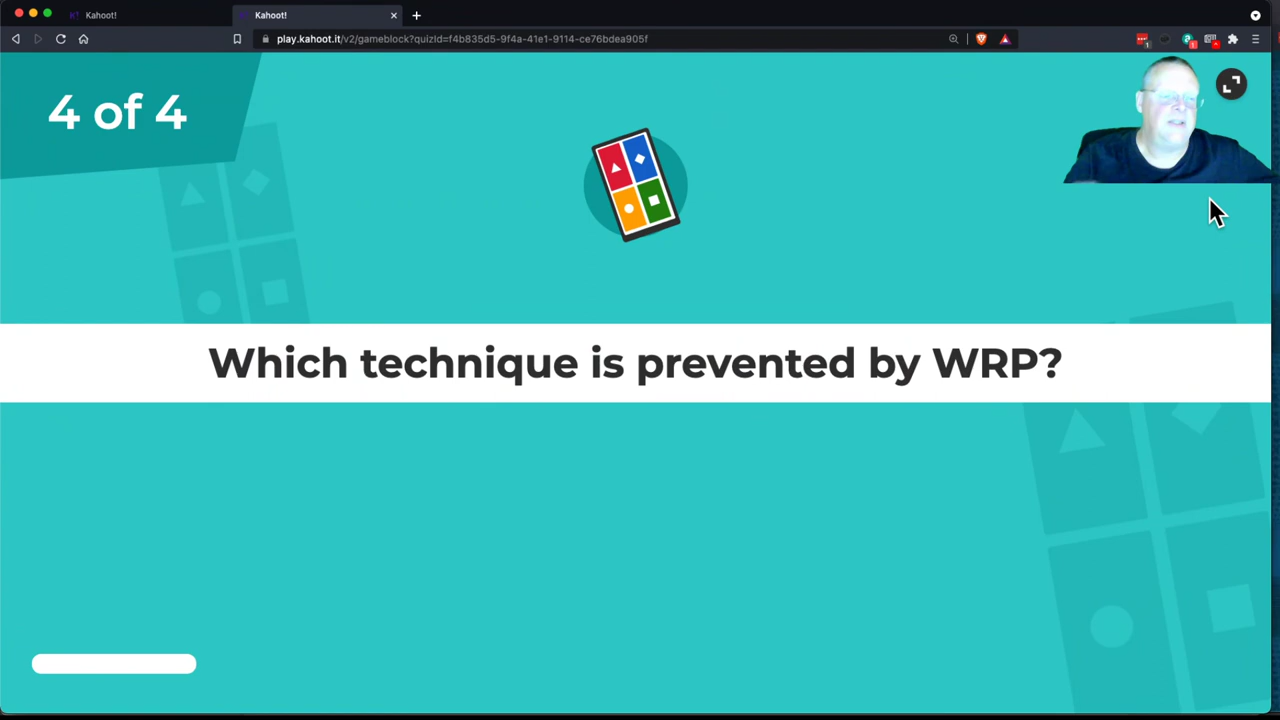 Kahoot!
Kahoot!
play.kahoot.it/v2/gameblock?quizId=f4b835d5-9f4a-41e1-9114-ce76bdea905f
4 of 4
Which technique is prevented by WRP?